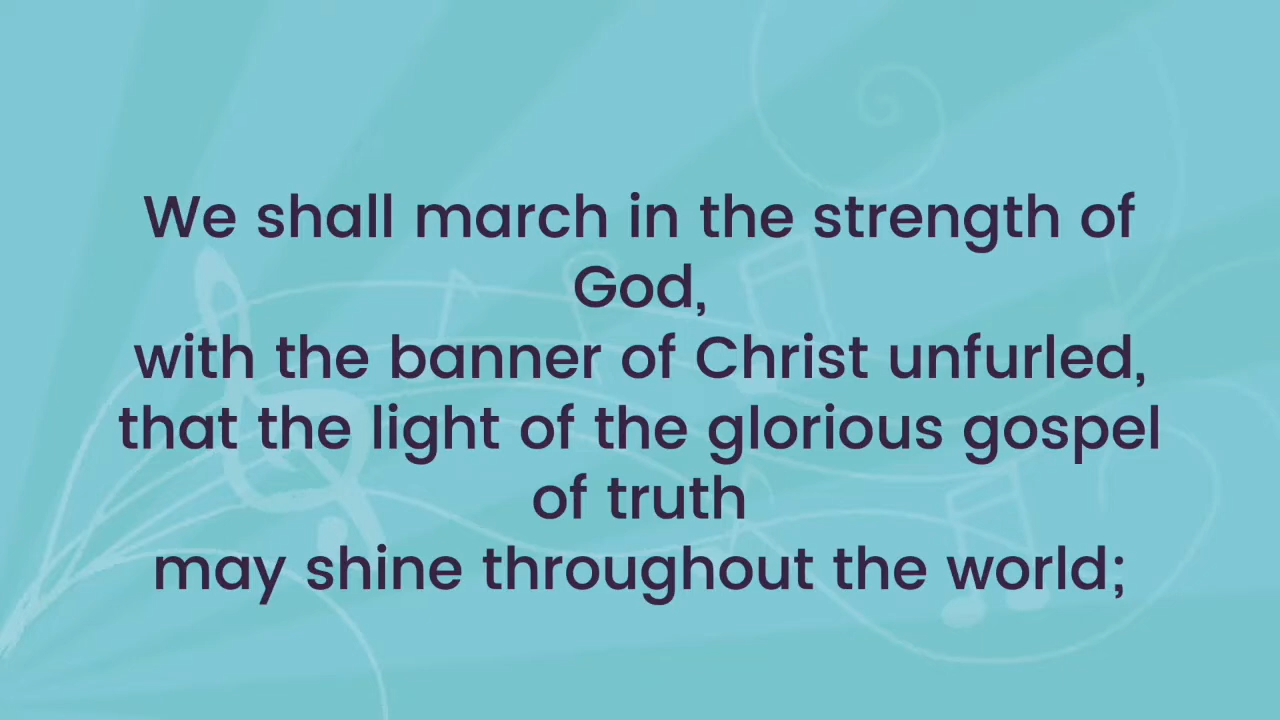 We shall march in the strength of
God,
with the banner of Christ unfurled,
that the light of the glorious gospel
of truth
may shine throughout the world;